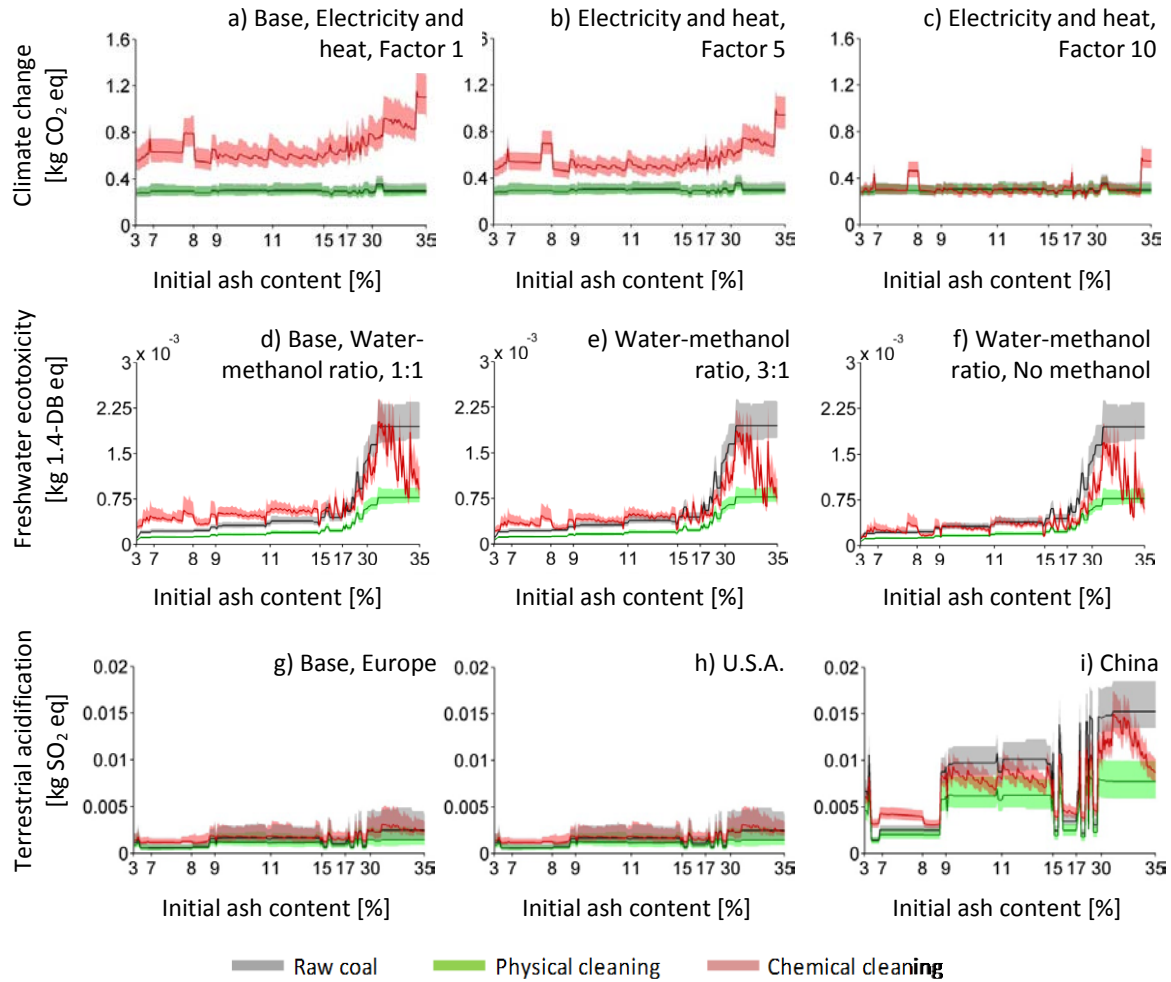 a) Base, Electricity and
heat, Factor 1
b) Electricity and heat,
Factor 5
c) Electricity and heat,
Factor 10
Climate change
[kg CO₂ eq]
1.6
1.2
0.8
0.4
0
3 7 8 9 11 15 17 30 35
Initial ash content [%]
1.6
1.2
0.8
0.4
0
3 7 8 9 11 15 17 30 35
Initial ash content [%]
1.6
1.2
0.8
0.4
0
3 7 8 9 11 15 17 30 35
Initial ash content [%]
d) Base, Water-
methanol ratio, 1:1
e) Water-methanol
ratio, 3:1
f) Water-methanol
ratio, No methanol
Freshwater ecotoxicity
[kg 1.4-DB eq]
x 10⁻³
3
2.25
1.5
0.75
0
3 7 8 9 11 15 17 30 35
Initial ash content [%]
x 10⁻³
3
2.25
1.5
0.75
0
3 7 8 9 11 15 17 30 35
Initial ash content [%]
x 10⁻³
3
2.25
1.5
0.75
0
3 7 8 9 11 15 17 30 35
Initial ash content [%]
g) Base, Europe
h) U.S.A.
i) China
Terrestrial acidification
[kg SO₂ eq]
0.02
0.015
0.01
0.005
0
3 7 8 9 11 15 17 30 35
Initial ash content [%]
0.02
0.015
0.01
0.005
0
3 7 8 9 11 15 17 30 35
Initial ash content [%]
0.02
0.015
0.01
0.005
0
3 7 8 9 11 15 17 30 35
Initial ash content [%]
Raw coal Physical cleaning Chemical cleaning